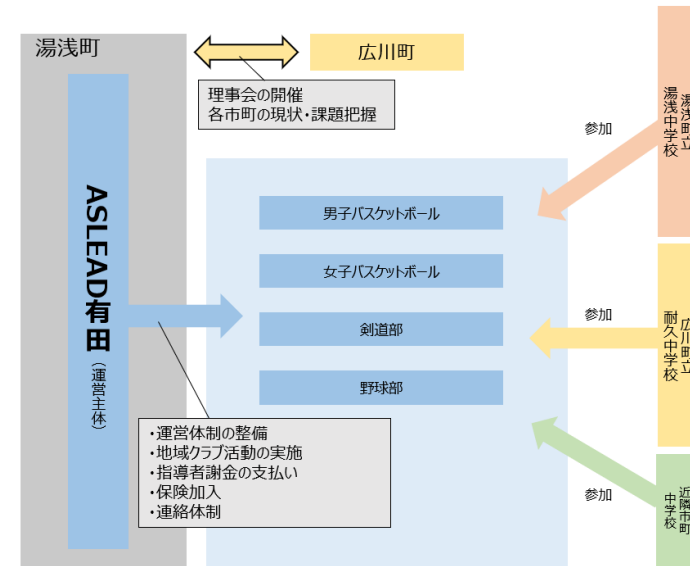 湯浅町
広川町
理事会の開催
各市町の現状・課題把握
ASLEAD有田（運営主体）
男子バスケットボール
女子バスケットボール
剣道部
野球部
・運営体制の整備
・地域クラブ活動の実施
・指導者謝金の支払い
・保険加入
・連絡体制
参加
湯浅町立
湯浅中学校
参加
広川町立
耐久中学校
参加
近隣市町
中学校